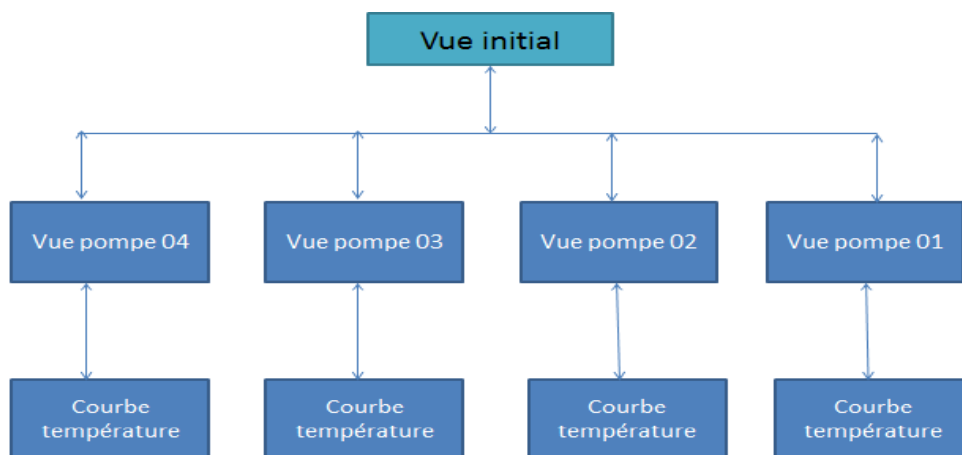 Vue initial
Vue pompe 04
Vue pompe 03
Vue pompe 02
Vue pompe 01
Courbe
température
Courbe
température
Courbe
température
Courbe
température